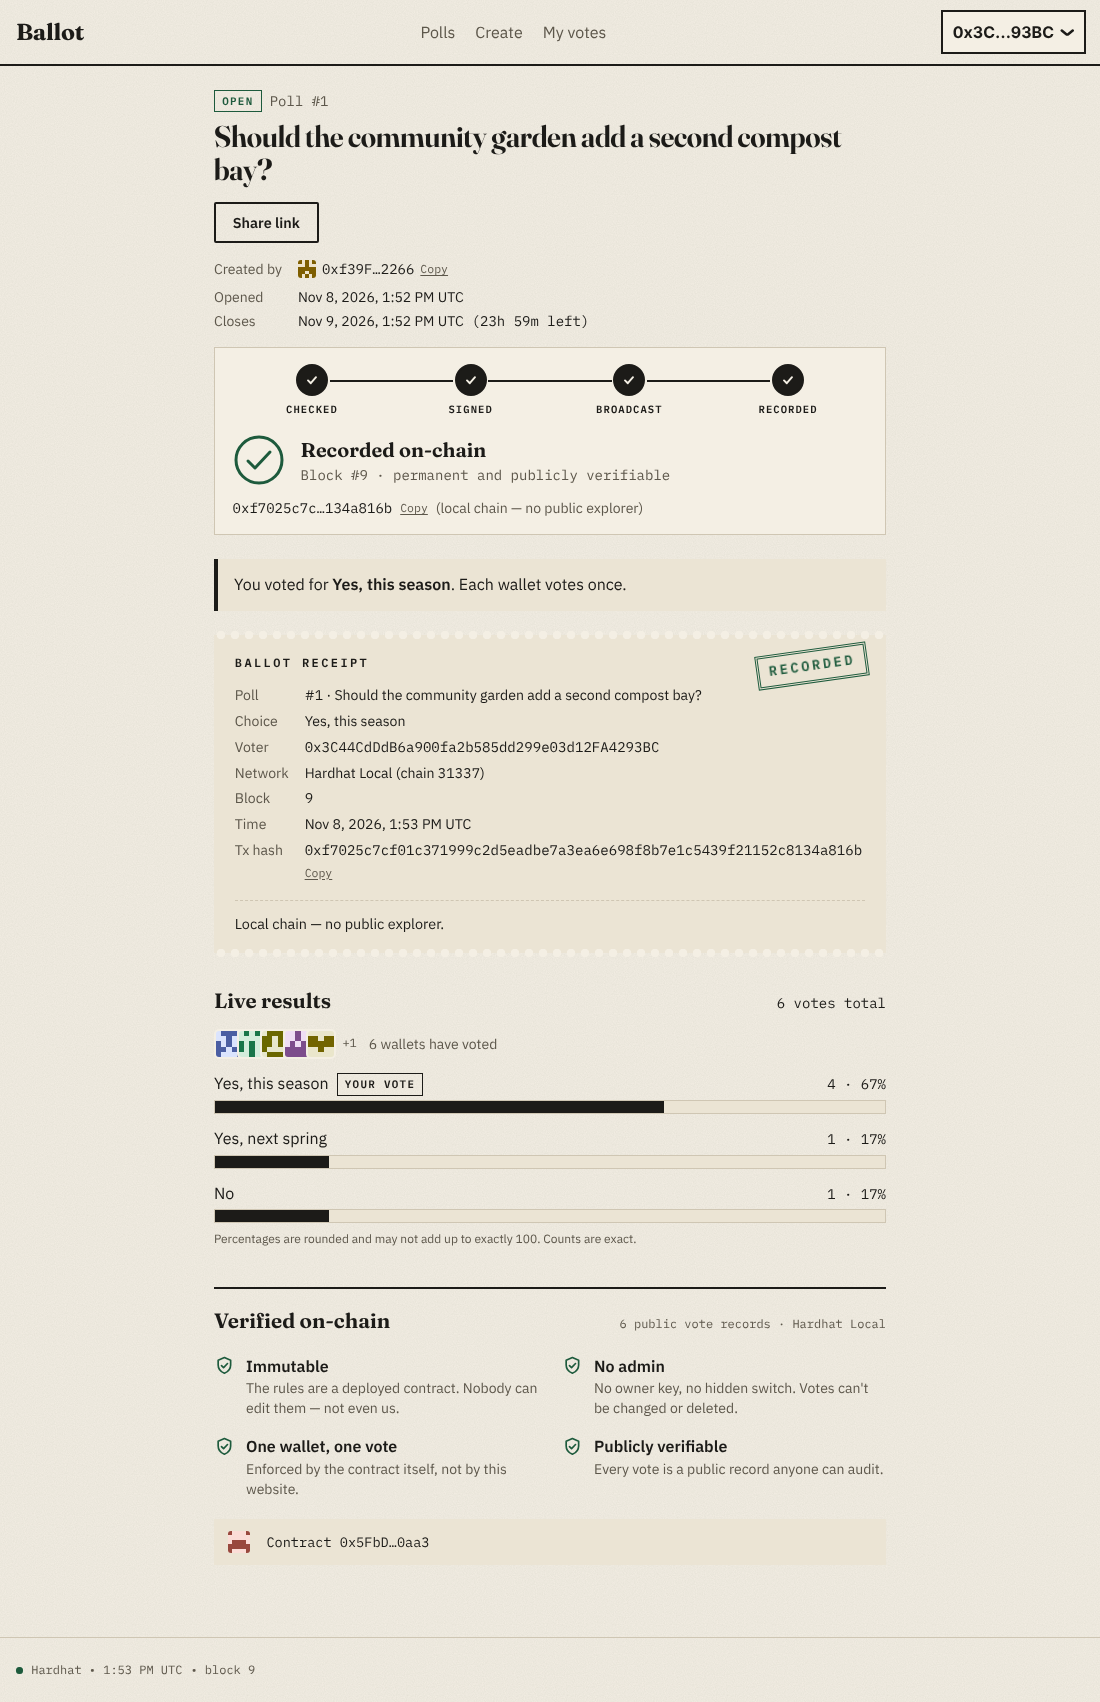 Ballot
Polls Create My votes
0x3C...93BC
OPEN Poll #1
Should the community garden add a second compost
bay?
Share link
Created by 0xf39F…2266 Copy
Opened Nov 8, 2026, 1:52 PM UTC
Closes Nov 9, 2026, 1:52 PM UTC (23h 59m left)
CHECKED SIGNED BROADCAST RECORDED
Recorded on-chain
Block #9 · permanent and publicly verifiable
0xf7025c7c…134a816b Copy (local chain — no public explorer)
You voted for Yes, this season. Each wallet votes once.
BALLOT RECEIPT
RECORDED
Poll #1 · Should the community garden add a second compost bay?
Choice Yes, this season
Voter 0x3C44CdDdB6a900fa2b585dd299e03d12FA4293BC
Network Hardhat Local (chain 31337)
Block 9
Time Nov 8, 2026, 1:53 PM UTC
Tx hash 0xf7025c7cf01c371999c2d5eadbe7a3ea6e698f8b7e1c5439f21152c8134a816b
Copy
Local chain — no public explorer.
Live results 6 votes total
+1 6 wallets have voted
Yes, this season YOUR VOTE 4 · 67%
Yes, next spring 1 · 17%
No 1 · 17%
Percentages are rounded and may not add up to exactly 100. Counts are exact.
Verified on-chain 6 public vote records · Hardhat Local
Immutable
The rules are a deployed contract. Nobody can
edit them — not even us.
No admin
No owner key, no hidden switch. Votes can't
be changed or deleted.
One wallet, one vote
Enforced by the contract itself, not by this
website.
Publicly verifiable
Every vote is a public record anyone can audit.
Contract 0x5FbD…0aa3
Hardhat • 1:53 PM UTC • block 9